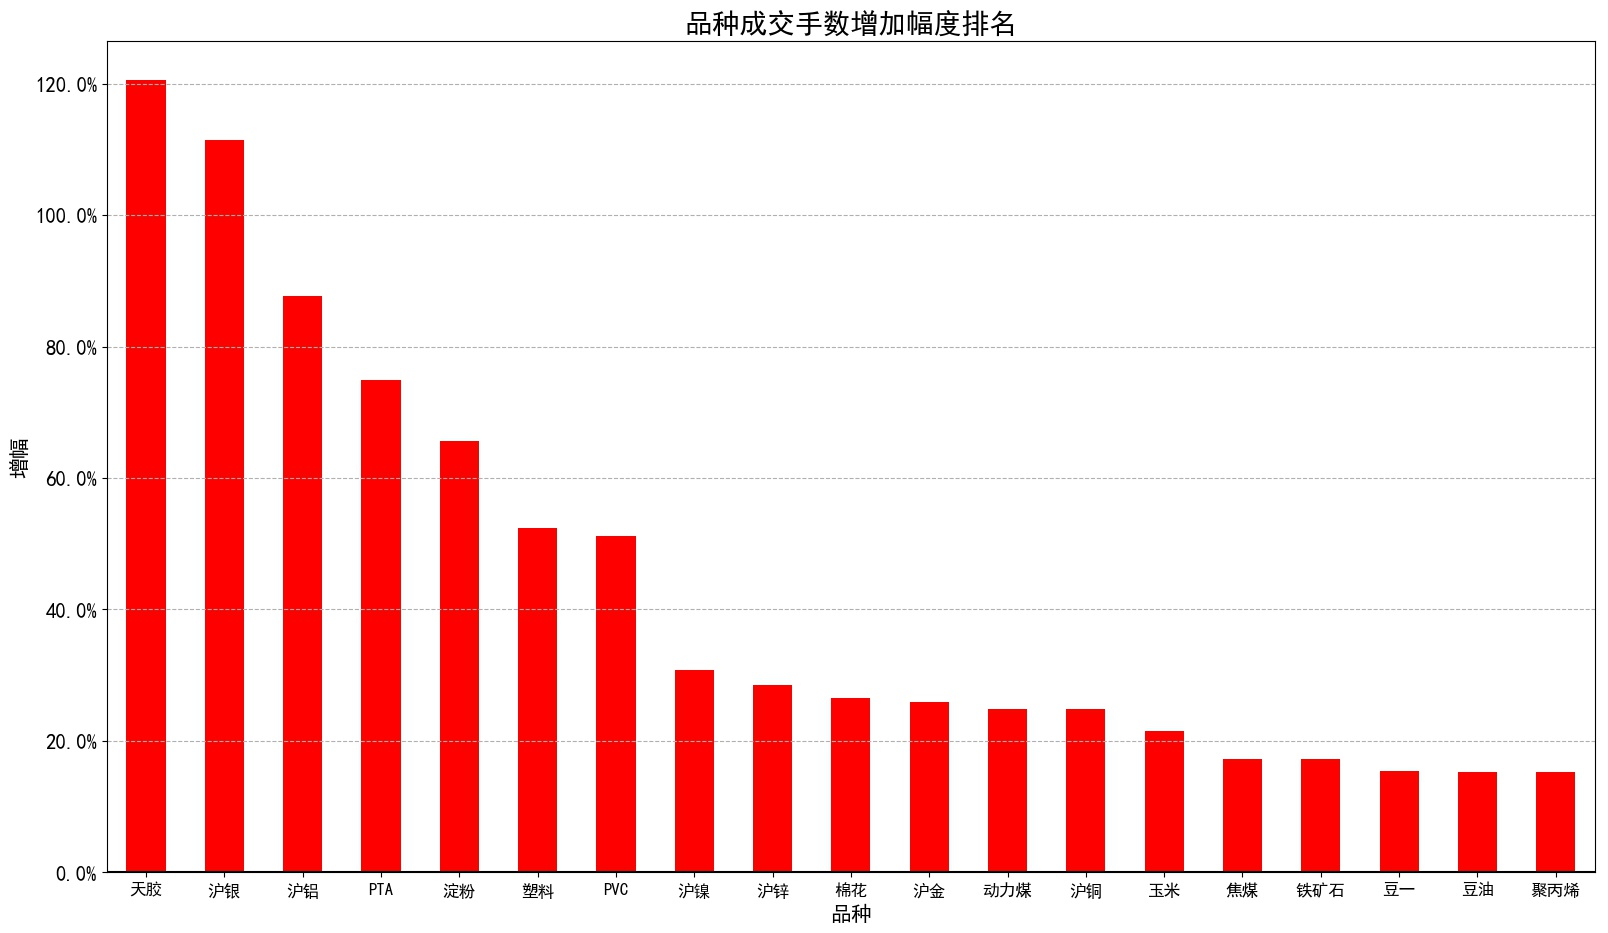 品种成交手数增加幅度排名
120.0%
100.0%
80.0%
60.0%
40.0%
20.0%
0.0%
增幅
天胶 沪银 沪铝 PTA 淀粉 塑料 PVC 沪镍 沪锌 棉花 沪金 动力煤 沪铜 玉米 焦煤 铁矿石 豆一 豆油 聚丙烯
品种